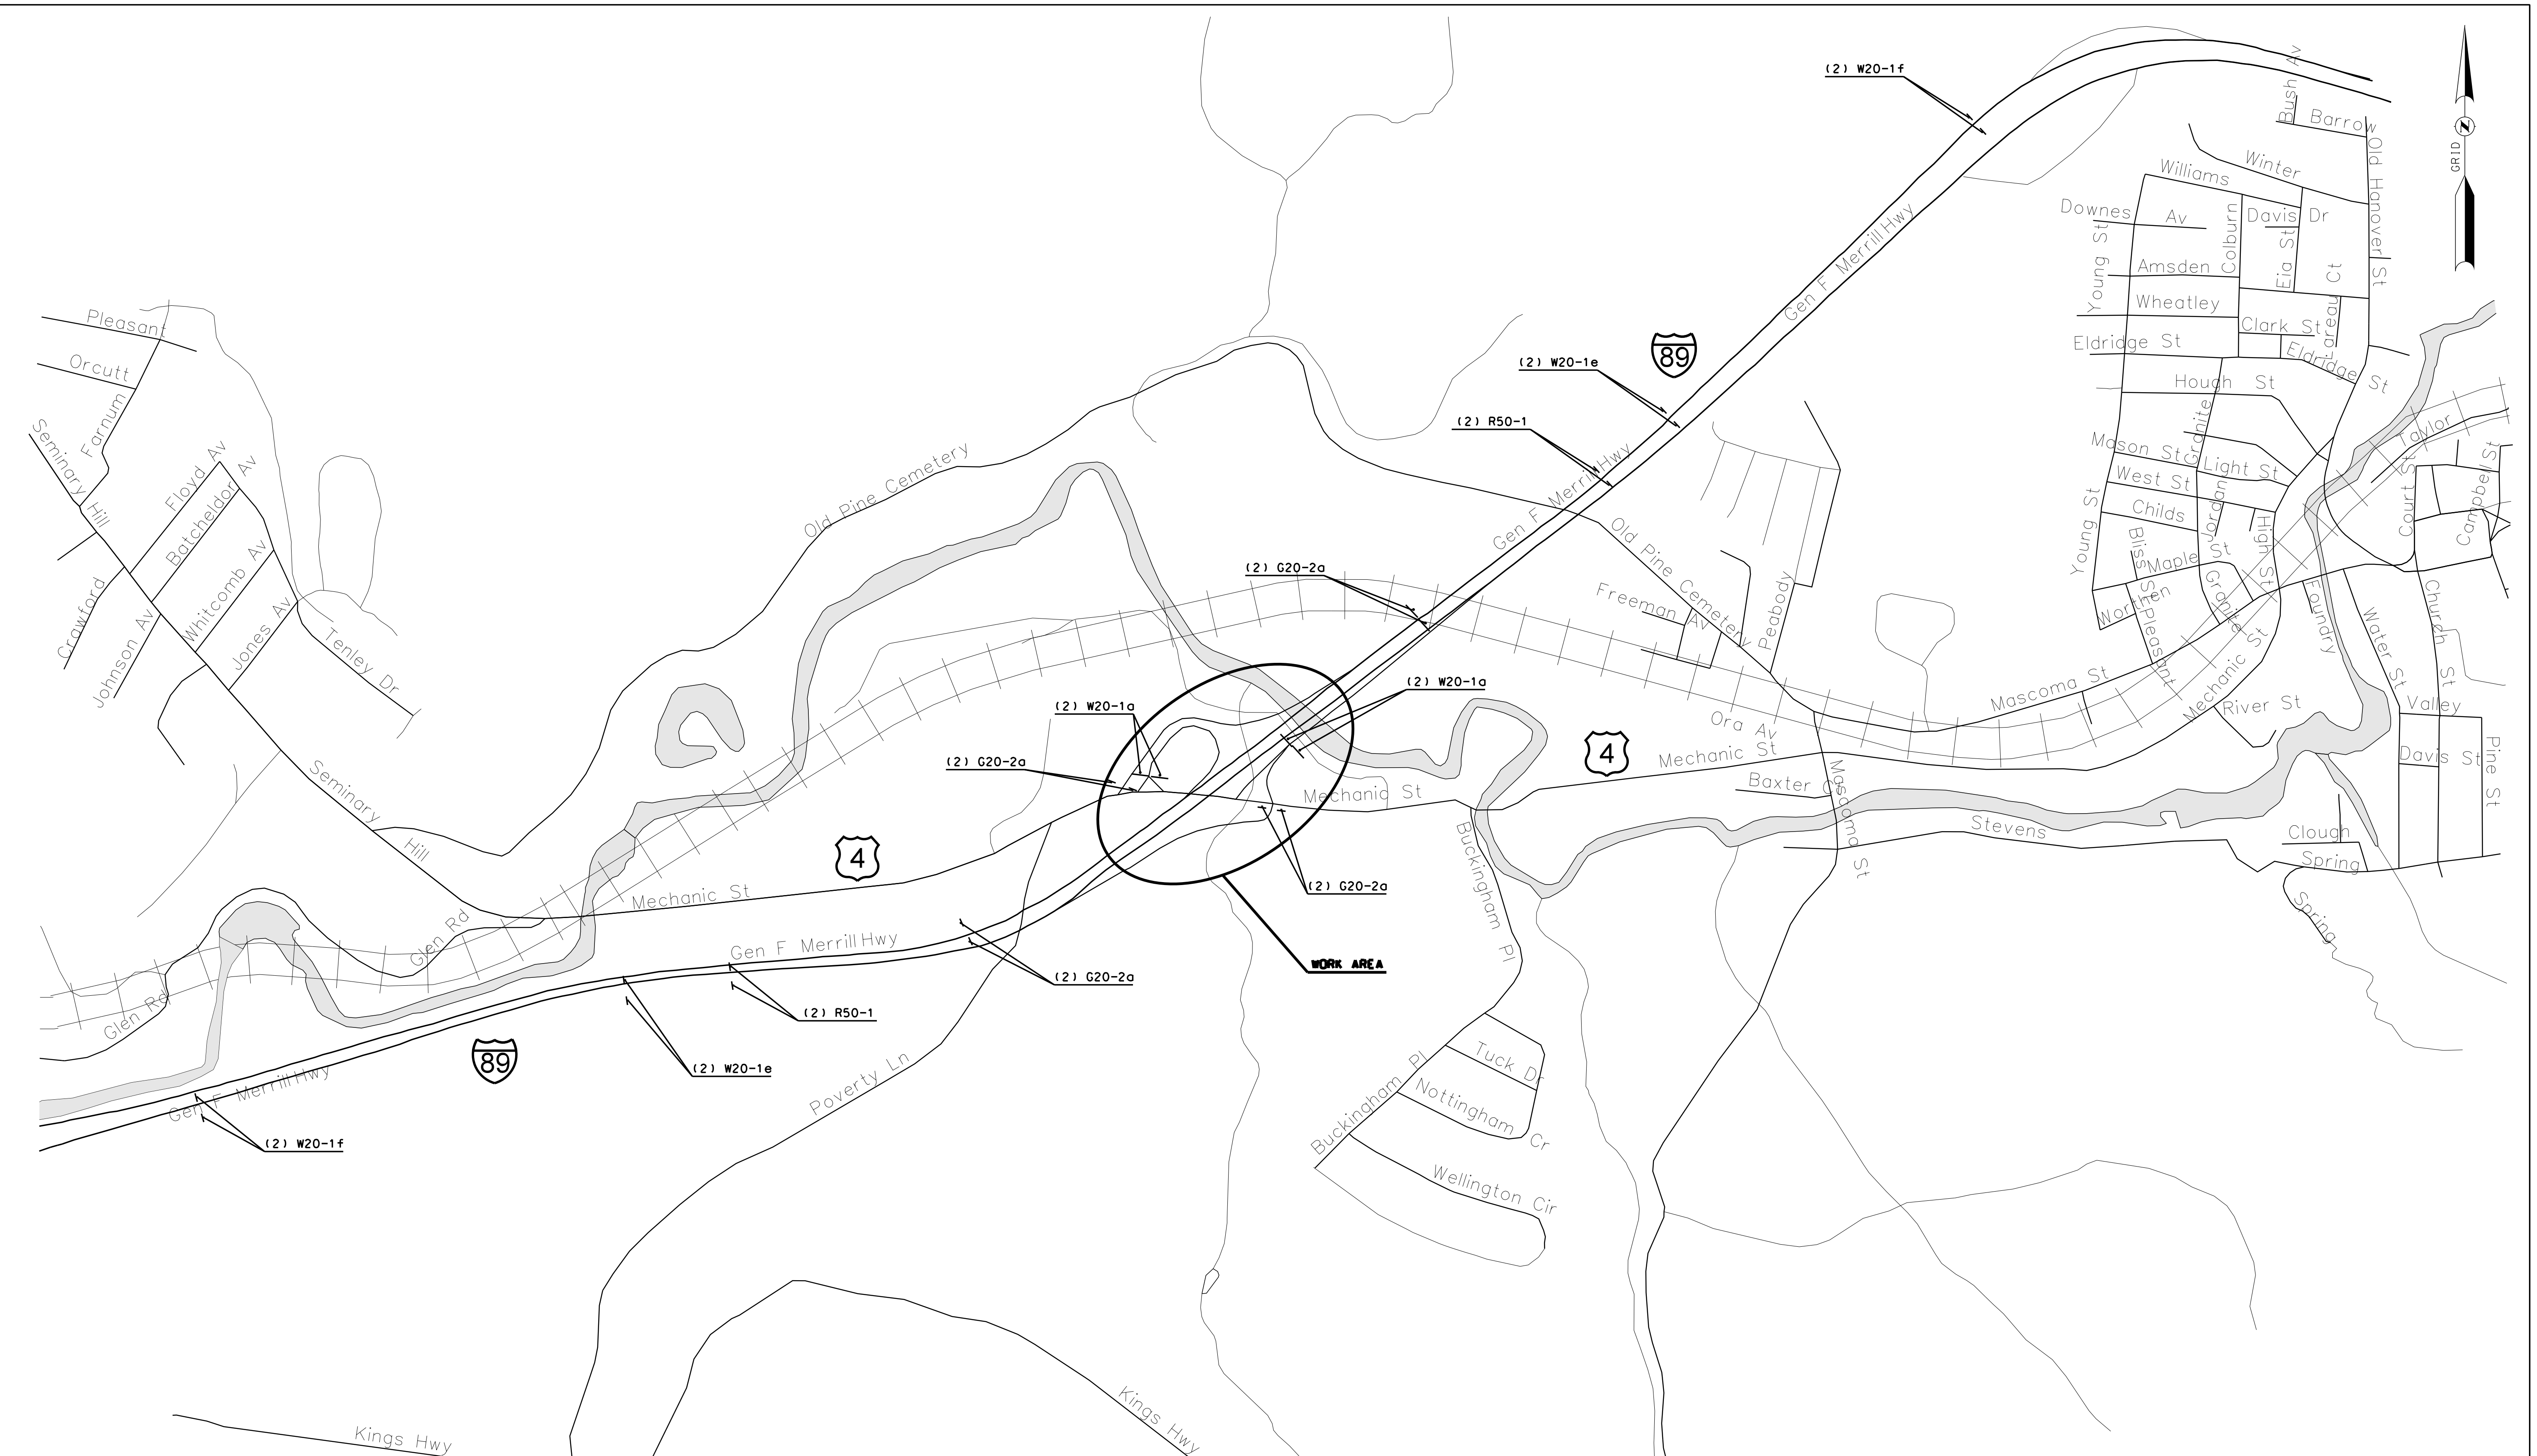 (2) W20-1f
Bush Av
Barrow
Old Hanover St
GRID
N
Winter
Williams
Downes Av
Colburn
Davis Dr
Young St
Eia St
Amsden
Lareau Ct
Wheatley
Gen F Merrill Hwy
Clark St
Eldridge St
Eldridge St
Hough St
89
(2) W20-1e
(2) R50-1
Pleasant
Orcutt
Farnum
Seminary Hill
Floyd Av
Batcheldor Av
Whitcomb Av
Crawford
Johnson Av
Jones Av
Tenley Dr
Old Pine Cemetery
Gen F Merrill Hwy
Old Pine Cemetery
Granite
Mason St
Light St
West St
Jordan
Childs
High St
Young St
Bliss St
Maple St
Worthen
Granite
Pleasant
Taylor
Court St
Campbell St
Foundry
Water St
Church St
(2) G20-2a
Freeman Av
Peabody
(2) W20-1a
(2) W20-1a
Ora Av
Mascoma St
Mechanic St
River St
Valley
Davis St
Pine St
(2) G20-2a
4
Mechanic St
Mechanic St
Baxter C
Mascoma St
Stevens
Clough
Spring
Spring
Seminary Hill
4
Mechanic St
(2) G20-2a
Buckingham Pl
WORK AREA
Glen Rd
Glen Rd
Gen F Merrill Hwy
(2) G20-2a
(2) R50-1
(2) W20-1e
89
Gen F Merrill Hwy
(2) W20-1f
Poverty Ln
Buckingham Pl
Tuck Dr
Nottingham Cr
Wellington Cir
Kings Hwy
Kings Hwy